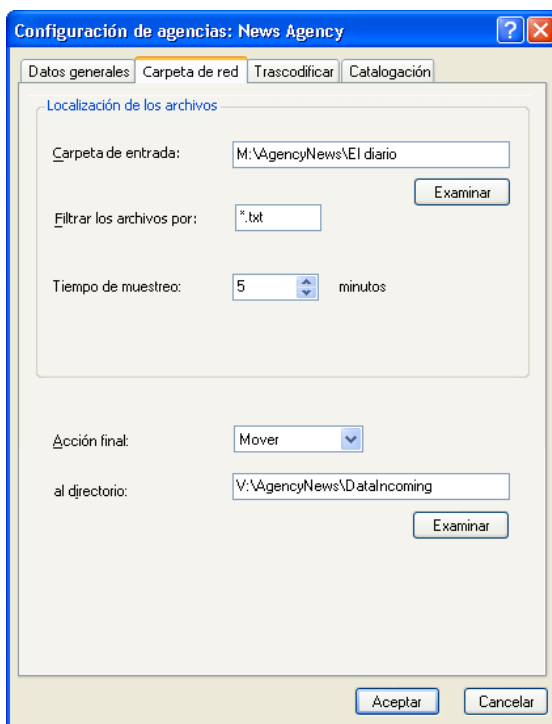 Configuración de agencias: News Agency
Datos generales Carpeta de red Trascodificar Catalogación
Localización de los archivos
Carpeta de entrada: M:\AgencyNews\El diario
Examinar
Filtrar los archivos por: *.txt
Tiempo de muestreo: 5 minutos
Acción final: Mover
al directorio: V:\AgencyNews\DataIncoming
Examinar
Aceptar Cancelar